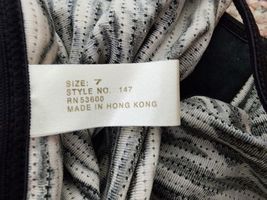 SIZE: 7
STYLE NO. 147
RN 53600
MADE IN HONG KONG